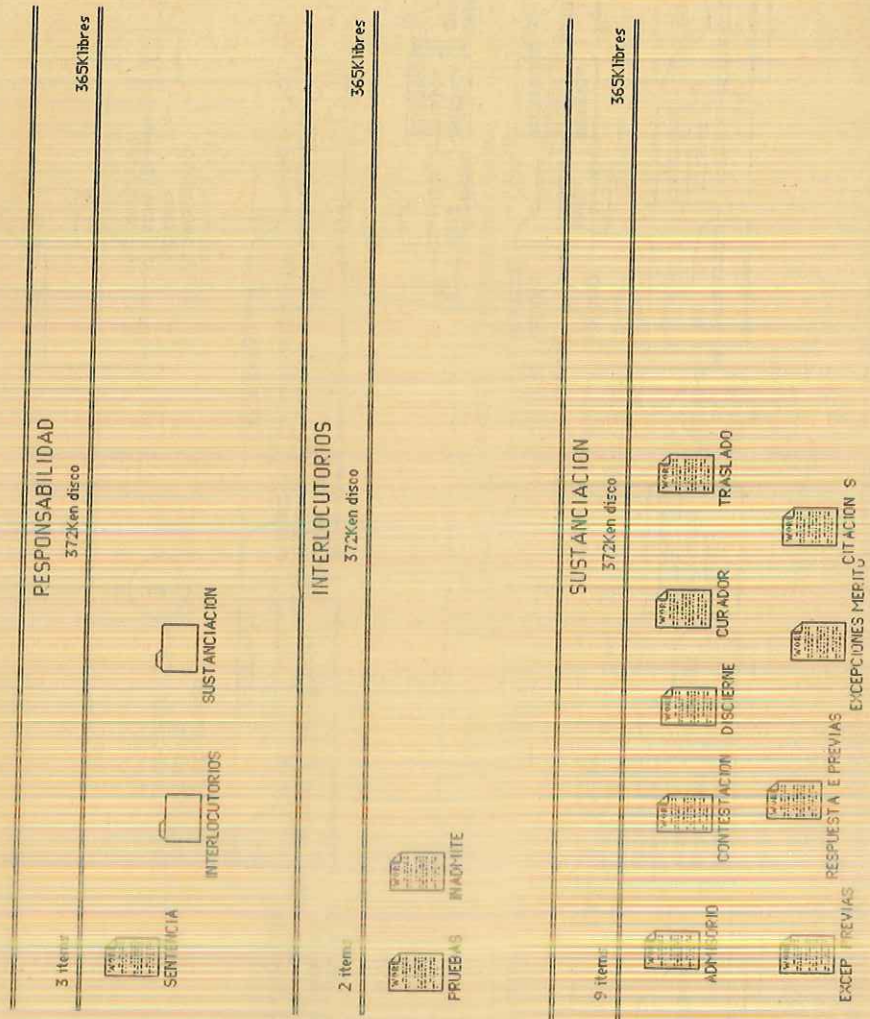 RESPONSABILIDAD
3 items 372K en disco 365K libres
SENTENCIA
INTERLOCUTORIOS SUSTANCIACION
INTERLOCUTORIOS
2 items 372K en disco 365K libres
PRUEBAS INADMITE
SUSTANCIACION
9 items 372K en disco 365K libres
ADMISORIO CONTESTACION DISCIERNE CURADOR TRASLADO
EXCEP PREVIAS RESPUESTA E PREVIAS EXCEPCIONES MERITO CITACION S